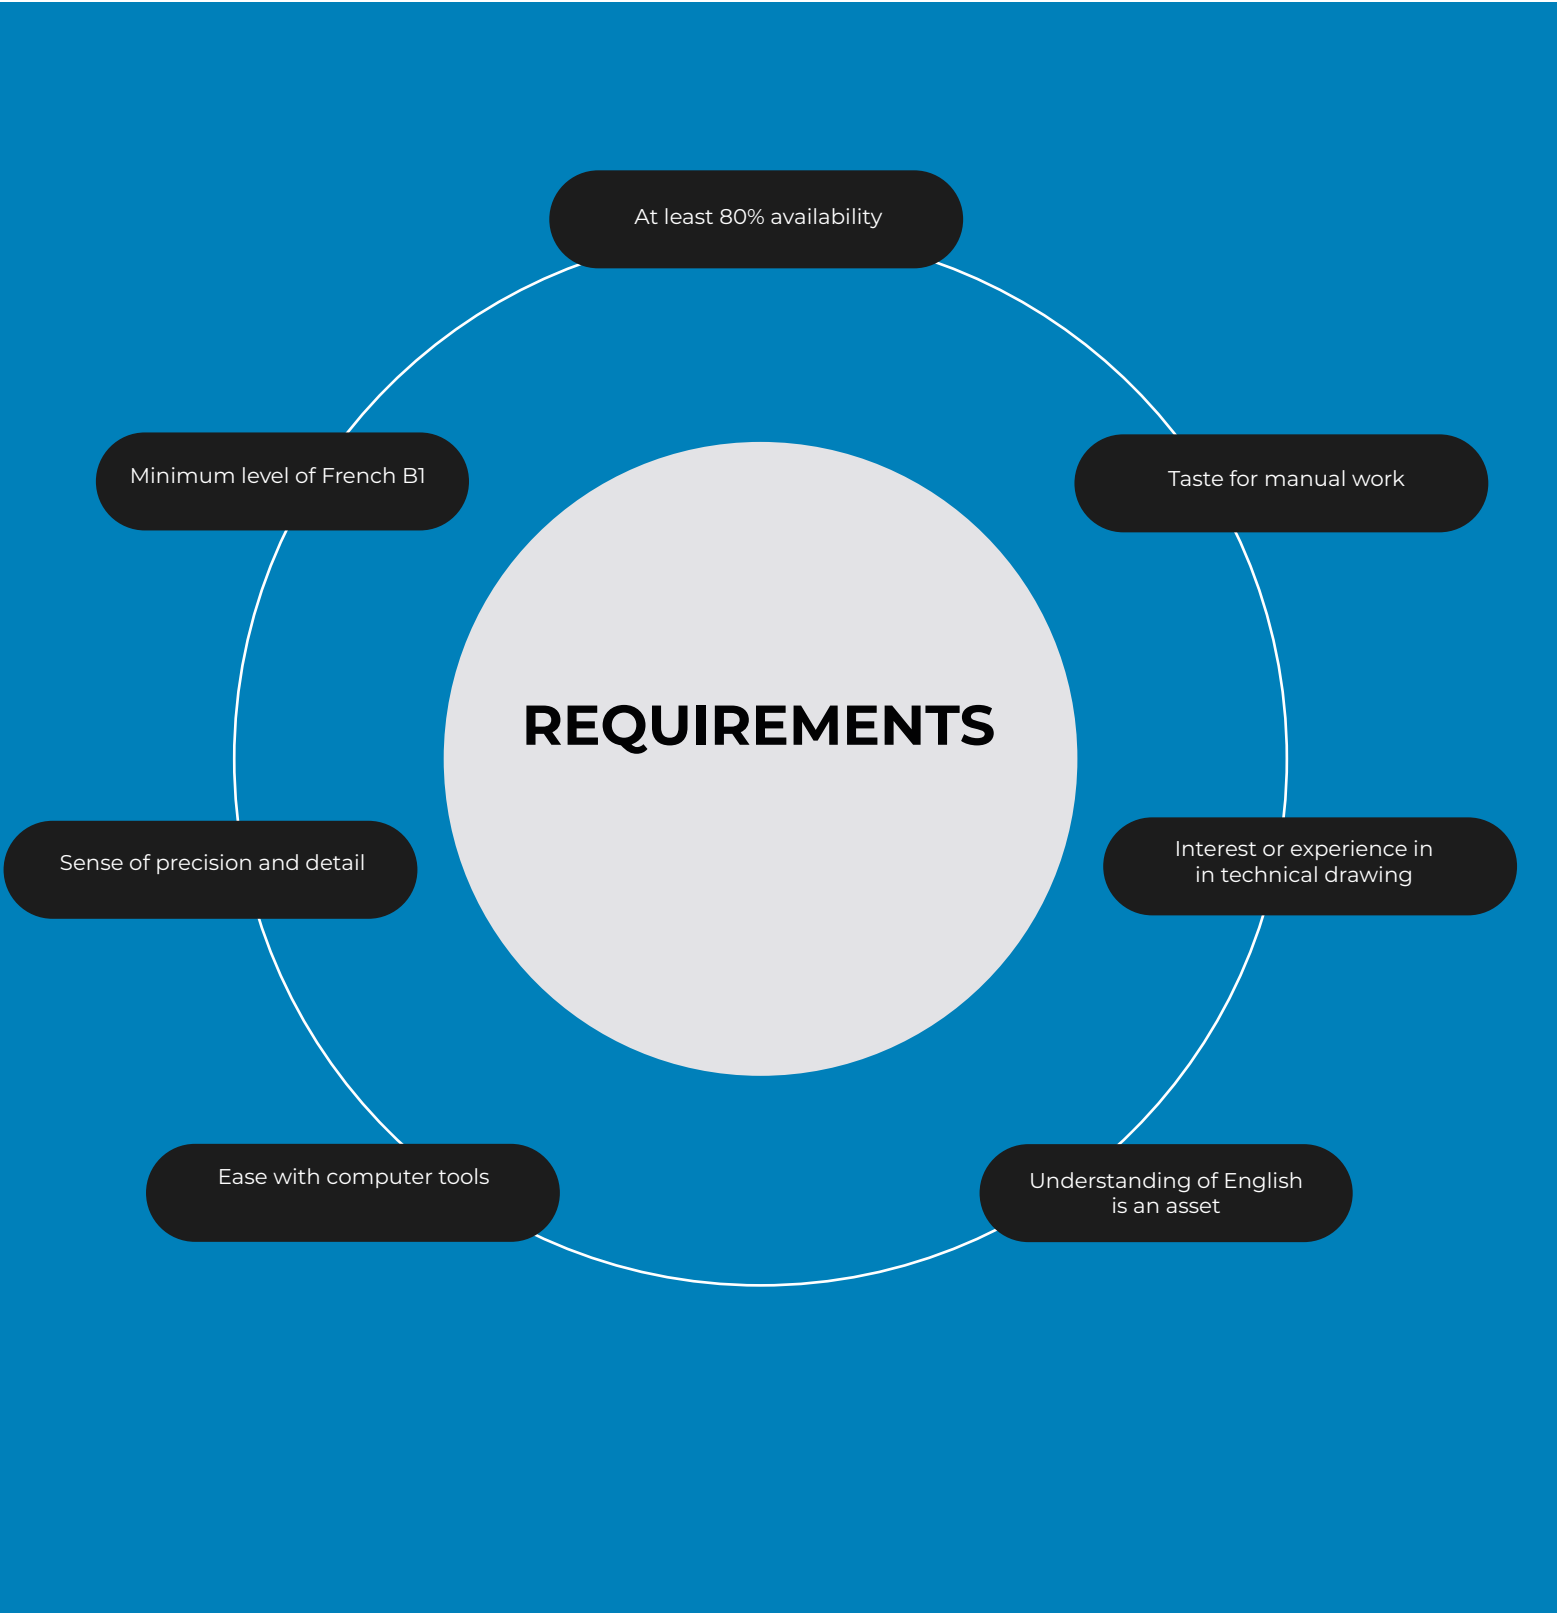 At least 80% availability
Minimum level of French B1
Taste for manual work
REQUIREMENTS
Sense of precision and detail
Interest or experience in
in technical drawing
Ease with computer tools
Understanding of English
is an asset